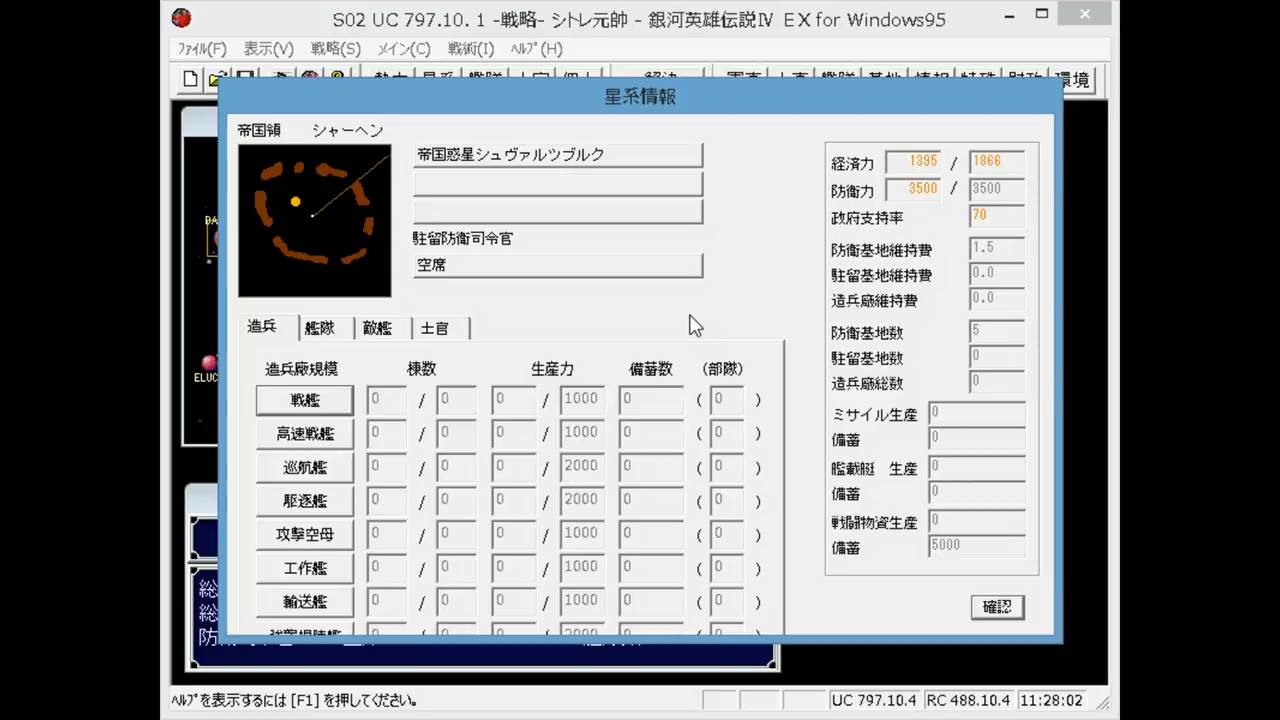 S02 UC 797.10. 1 -戦略- シトレ元帥 - 銀河英雄伝説Ⅳ EX for Windows95
ﾌｧｲﾙ(F) 表示(V) 戦略(S) メイン(C) 戦術(I) ﾍﾙﾌﾟ(H)
環境
星系情報
帝国領 シャーヘン
帝国惑星シュヴァルツブルク
駐留防衛司令官
空席
経済力 1395 / 1866
防衛力 3500 / 3500
政府支持率 70
防衛基地維持費 1.5
駐留基地維持費 0.0
造兵廠維持費 0.0
防衛基地数 5
駐留基地数 0
造兵廠総数 0
ミサイル生産 0
備蓄 0
艦載艇 生産 0
備蓄 0
戦闘物資生産 0
備蓄 5000
造兵 艦隊 敵艦 士官
造兵廠規模 棟数 生産力 備蓄数 (部隊)
戦艦 0 / 0 0 / 1000 0 ( 0 )
高速戦艦 0 / 0 0 / 1000 0 ( 0 )
巡航艦 0 / 0 0 / 2000 0 ( 0 )
駆逐艦 0 / 0 0 / 2000 0 ( 0 )
攻撃空母 0 / 0 0 / 1000 0 ( 0 )
工作艦 0 / 0 0 / 1000 0 ( 0 )
輸送艦 0 / 0 0 / 1000 0 ( 0 )
確認
BA
ELUC
総
総
防
ﾍﾙﾌﾟを表示するには [F1] を押してください。
UC 797.10.4 RC 488.10.4 11:28:02